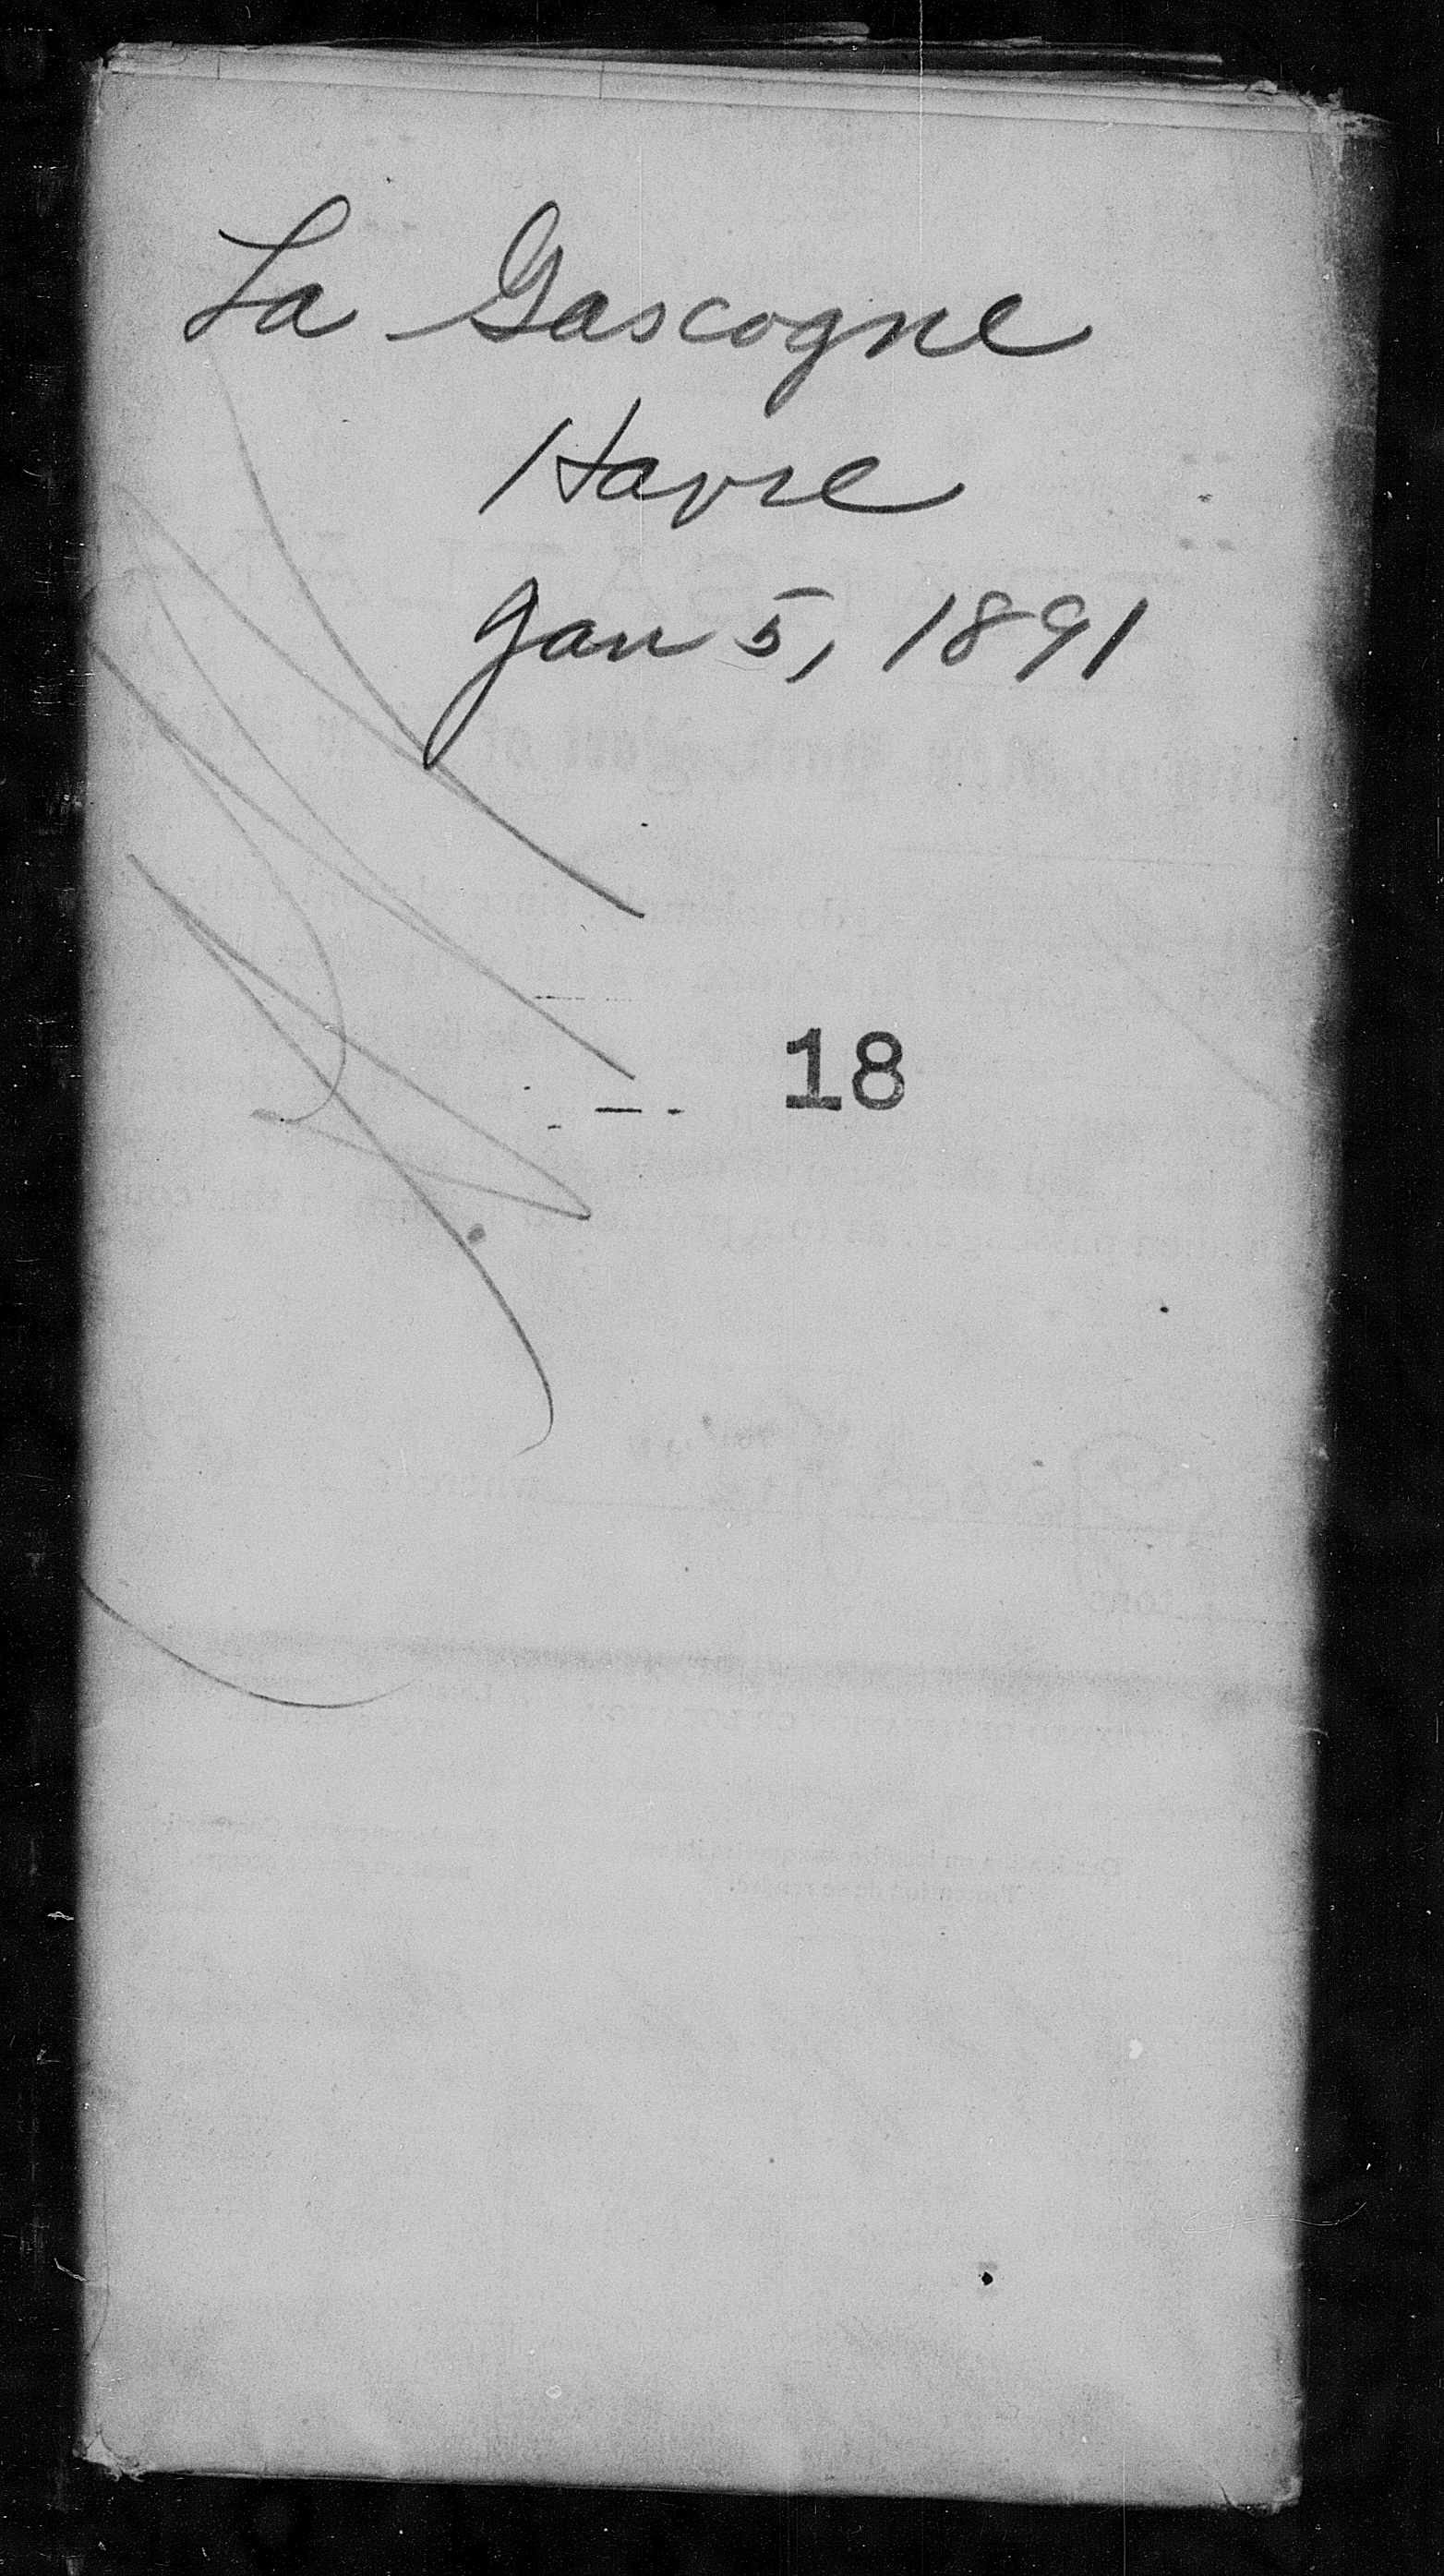 La Gascogne
Havre
Jan 5, 1891
18